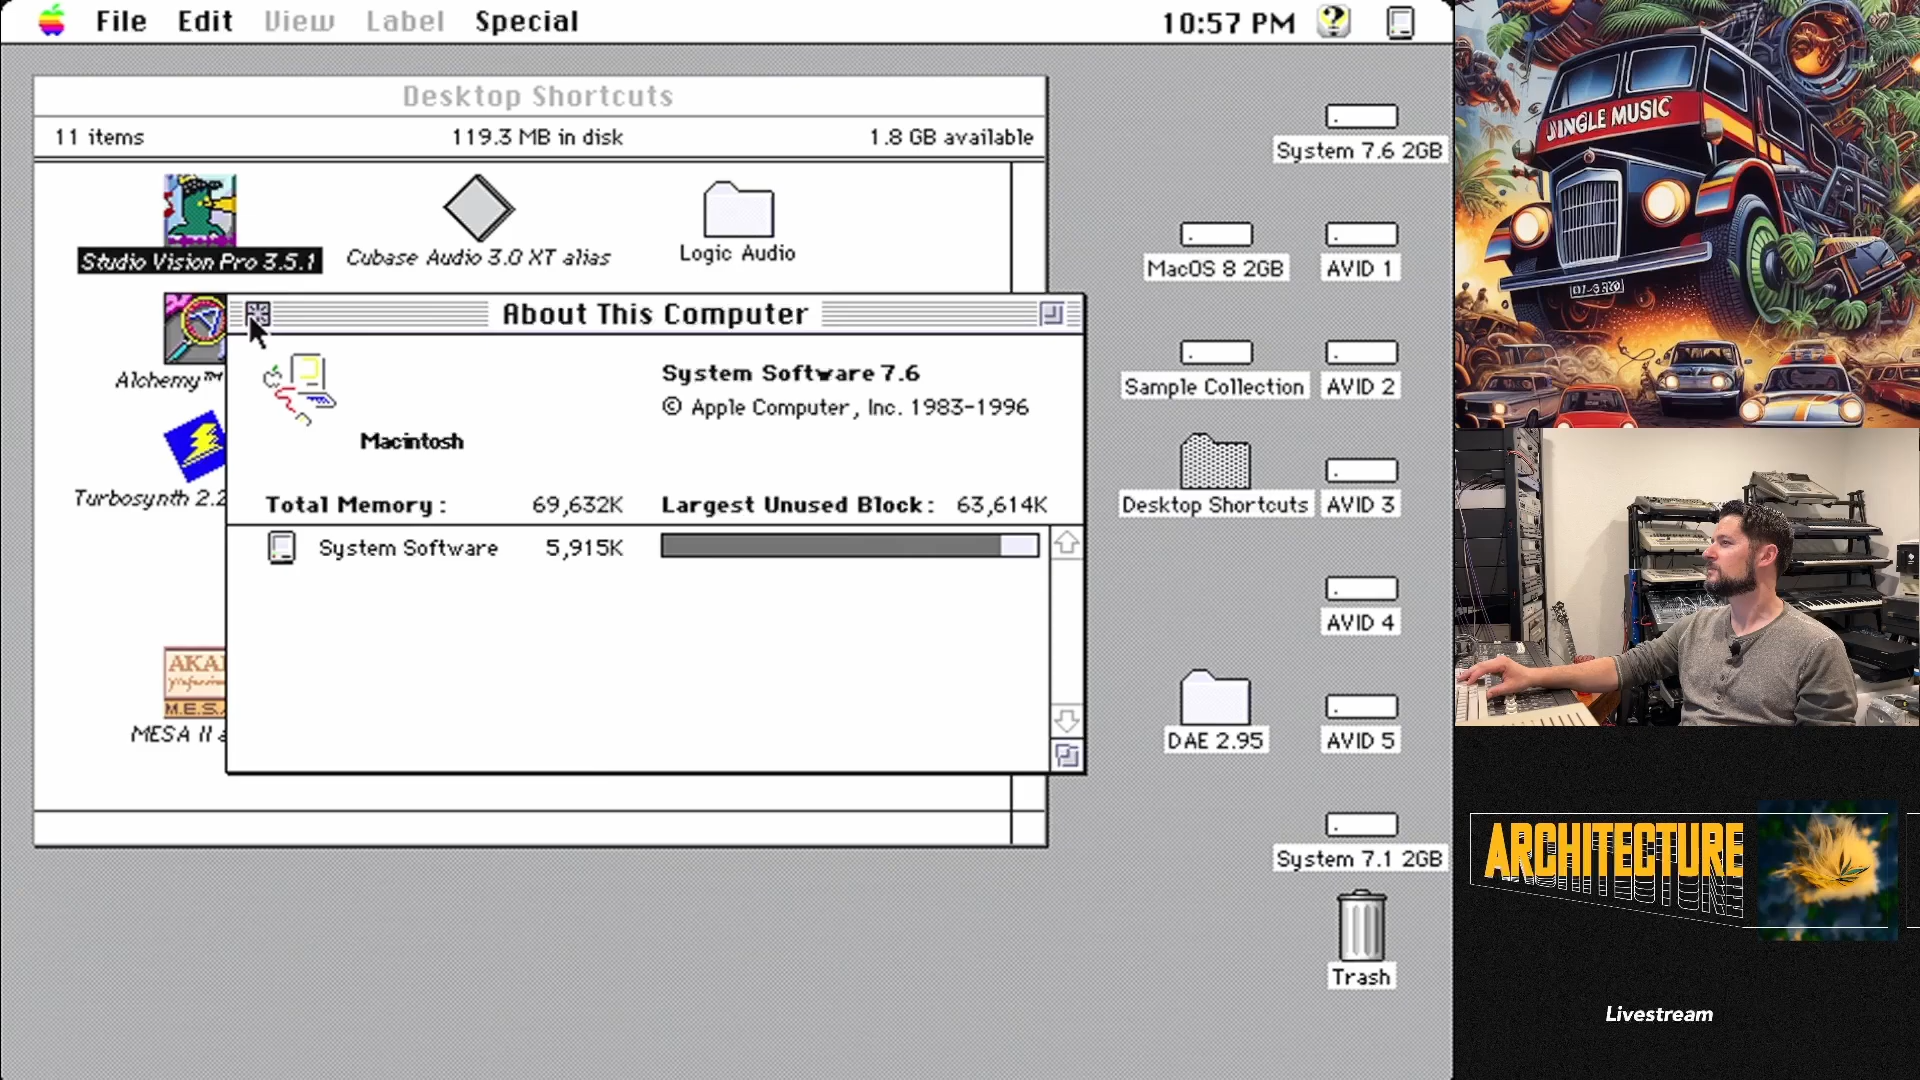 File Edit View Label Special 10:57 PM
Desktop Shortcuts
11 items 119.3 MB in disk 1.8 GB available
Studio Vision Pro 3.5.1
Cubase Audio 3.0 XT alias
Logic Audio
Alchemy™
Turbosynth 2.2
AKAI
professional
M.E.S.A
MESA II
About This Computer
System Software 7.6
© Apple Computer, Inc. 1983-1996
Macintosh
Total Memory : 69,632K Largest Unused Block : 63,614K
System Software 5,915K
System 7.6 2GB
MacOS 8 2GB
AVID 1
Sample Collection
AVID 2
Desktop Shortcuts
AVID 3
AVID 4
DAE 2.95
AVID 5
System 7.1 2GB
Trash
JUNGLE MUSIC
ARCHITECTURE
Livestream